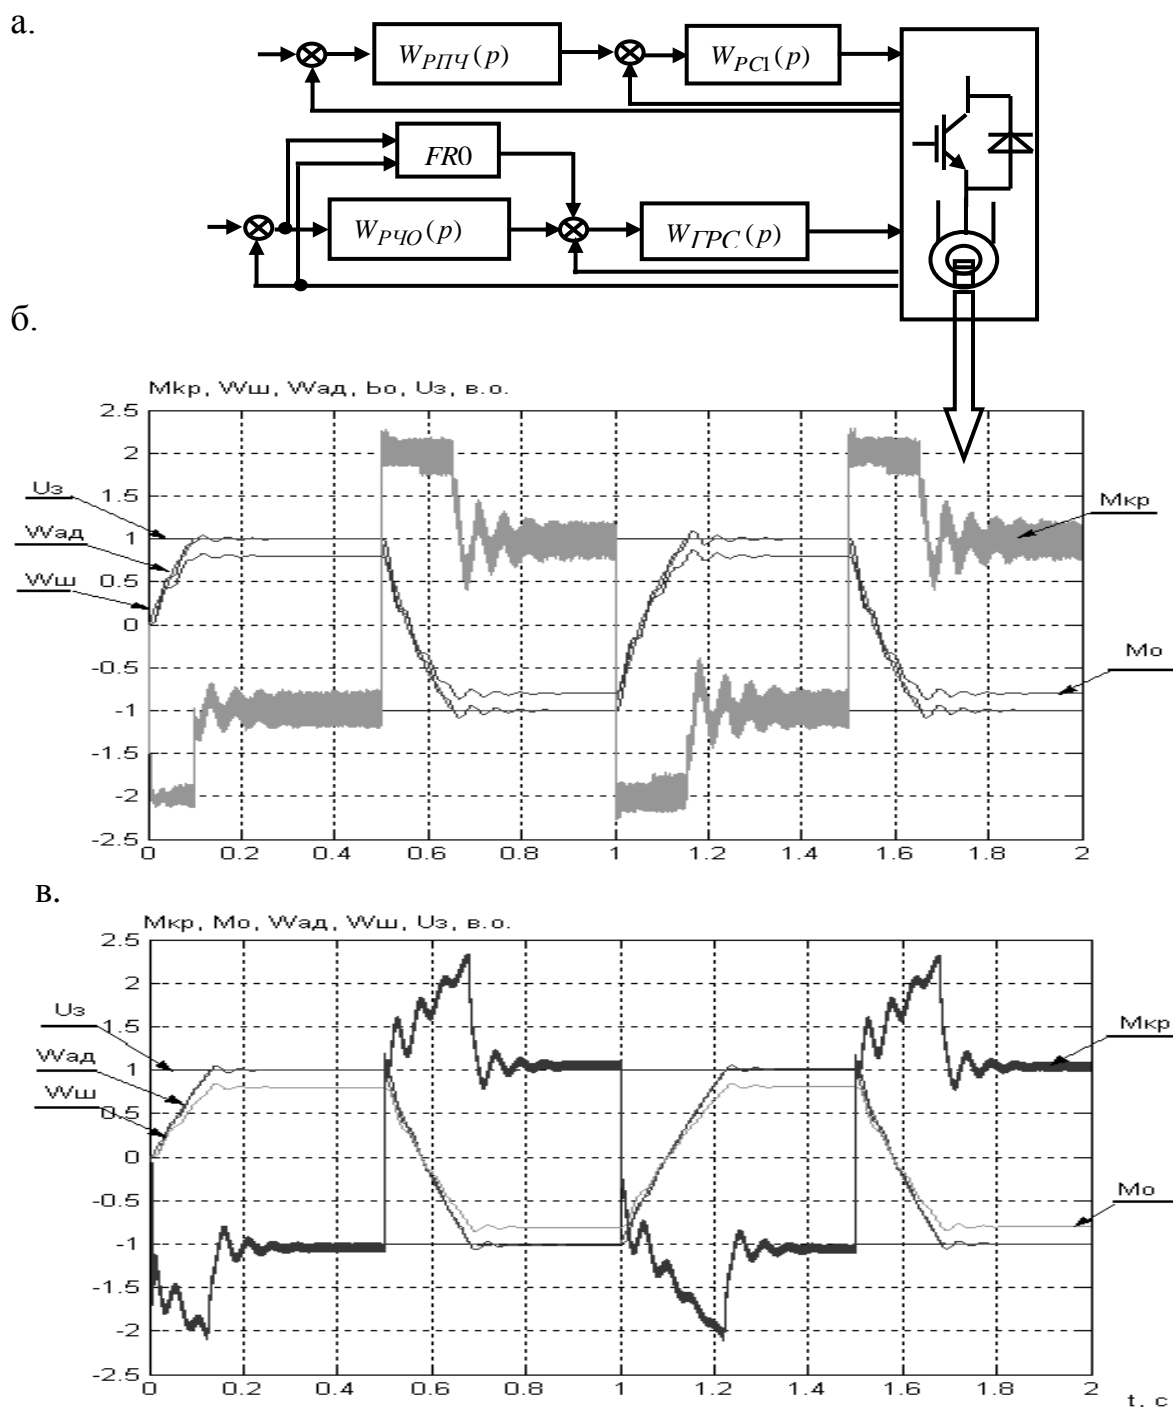 а.
W_РПЧ(p)
W_РС1(p)
FR0
W_РЧО(p)
W_ГРС(p)
б.
Мкр, Wш, Wад, Ьо, Uз, в.о.
2.5
2
1.5
1
0.5
0
-0.5
-1
-1.5
-2
-2.5
Uз
Wад
Wш
Мкр
Мо
0 0.2 0.4 0.6 0.8 1 1.2 1.4 1.6 1.8 2
в.
Мкр, Мо, Wад, Wш, Uз, в.о.
2.5
2
1.5
1
0.5
0
-0.5
-1
-1.5
-2
-2.5
Uз
Wад
Wш
Мкр
Мо
0 0.2 0.4 0.6 0.8 1 1.2 1.4 1.6 1.8 2
t, с